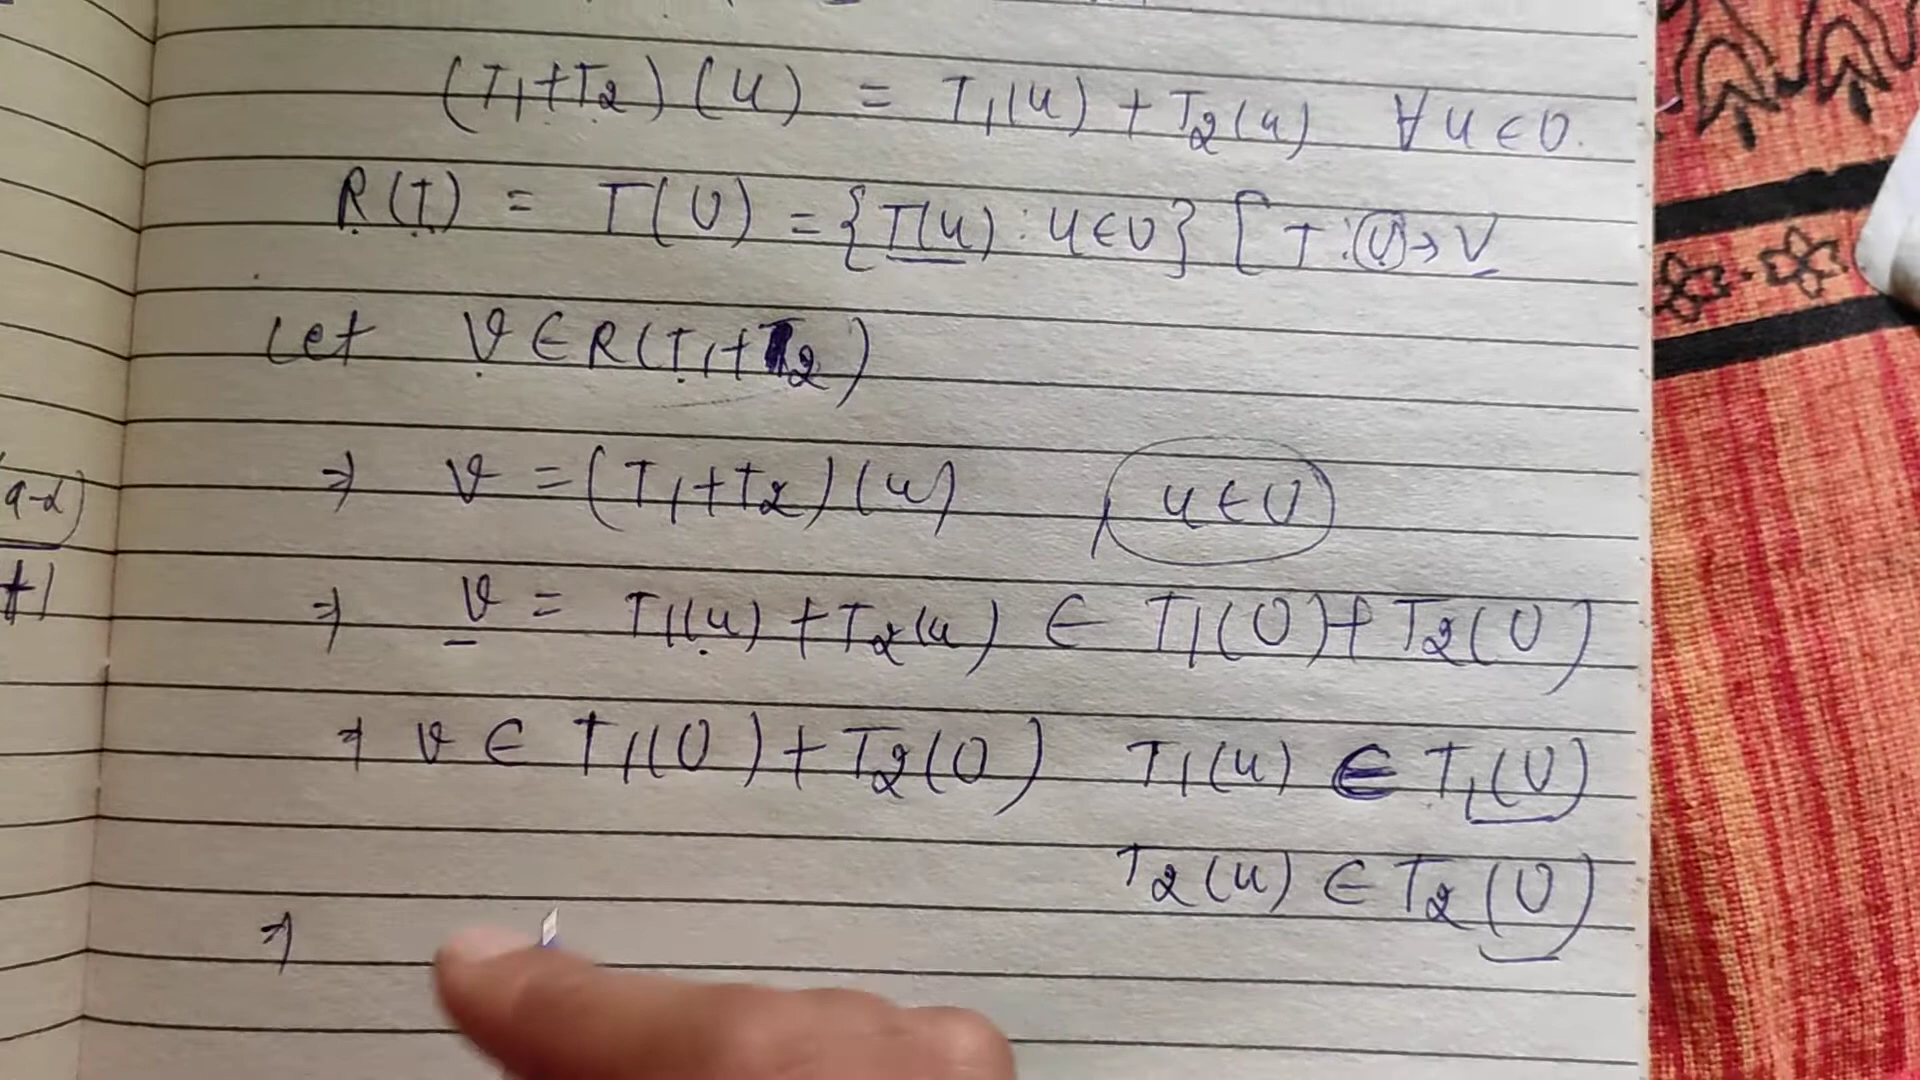 (T₁+T₂)(u) = T₁(u) + T₂(u) ∀ u ∈ U.
R(T) = T(U) = {T(u) : u ∈ U} [T : U → V
Let v ∈ R(T₁+T₂)
⇒ v = (T₁+T₂)(u), u ∈ U
⇒ v = T₁(u) + T₂(u) ∈ T₁(U) + T₂(U)
⇒ v ∈ T₁(U) + T₂(U) T₁(u) ∈ T₁(U)
T₂(u) ∈ T₂(U)
⇒